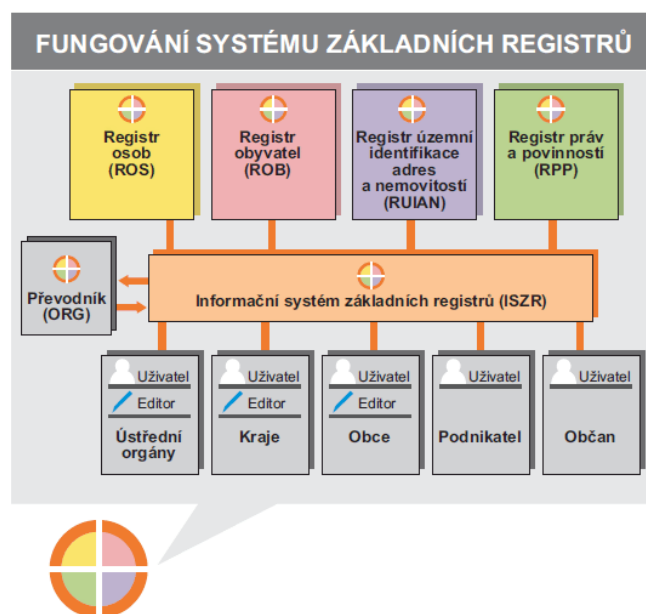 FUNGOVÁNÍ SYSTÉMU ZÁKLADNÍCH REGISTRŮ
Registr
osob
(ROS)
Registr
obyvatel
(ROB)
Registr územní
identifikace
adres
a nemovitostí
(RUIAN)
Registr práv
a povinností
(RPP)
Převodník
(ORG)
Informační systém základních registrů (ISZR)
Uživatel
Editor
Ústřední
orgány
Uživatel
Editor
Kraje
Uživatel
Editor
Obce
Uživatel
Podnikatel
Uživatel
Občan